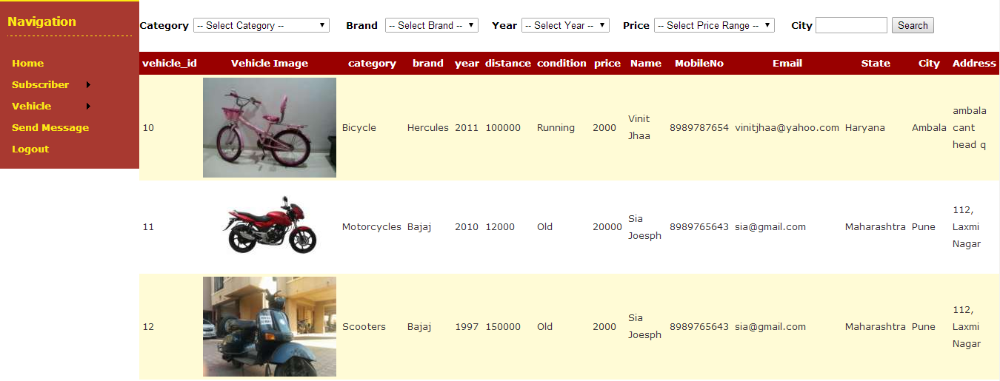 Navigation
Home
Subscriber
Vehicle
Send Message
Logout
Category -- Select Category -- Brand -- Select Brand -- Year -- Select Year -- Price -- Select Price Range -- City Search
vehicle_id Vehicle Image category brand year distance condition price Name MobileNo Email State City Address
10 Bicycle Hercules 2011 100000 Running 2000 Vinit Jhaa 8989787654 vinitjhaa@yahoo.com Haryana Ambala ambala cant head q
11 Motorcycles Bajaj 2010 12000 Old 20000 Sia Joesph 8989765643 sia@gmail.com Maharashtra Pune 112, Laxmi Nagar
12 Scooters Bajaj 1997 150000 Old 2000 Sia Joesph 8989765643 sia@gmail.com Maharashtra Pune 112, Laxmi Nagar